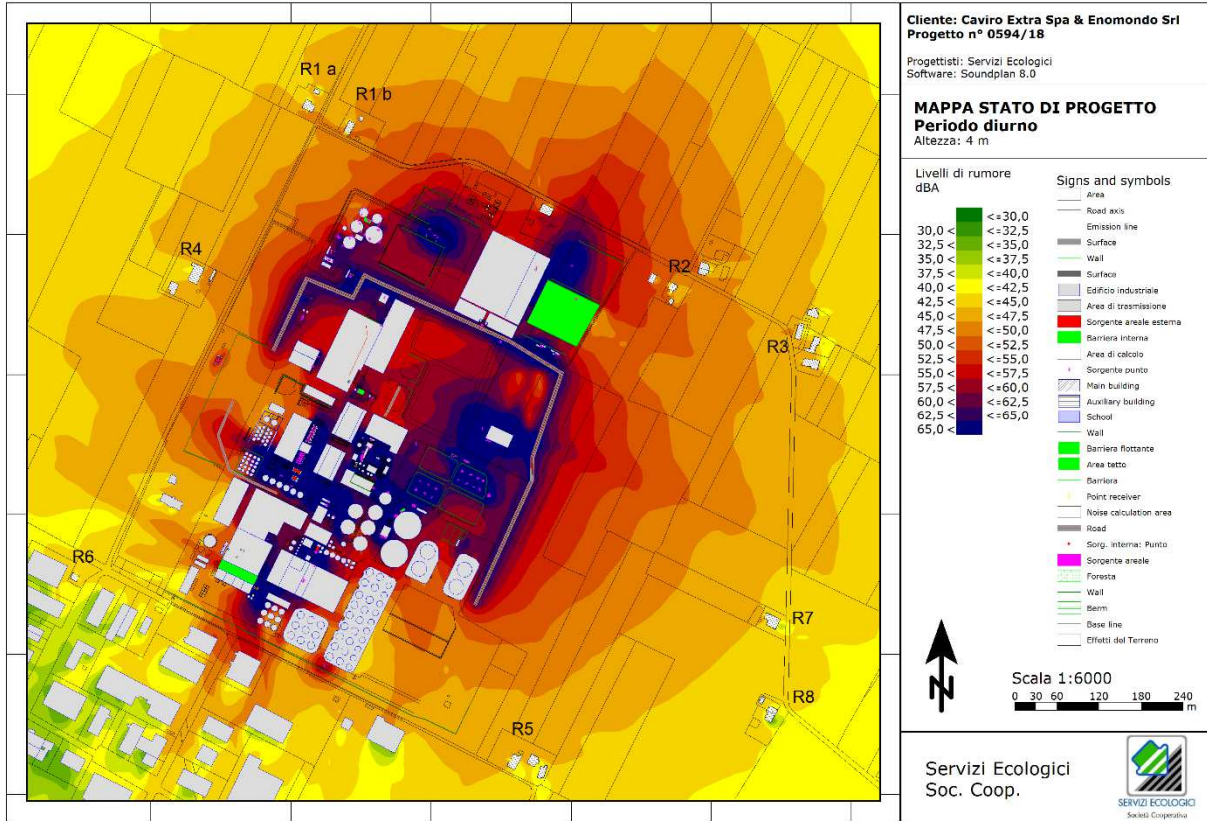 Cliente: Caviro Extra Spa & Enomondo Srl
Progetto n° 0594/18
Progettisti: Servizi Ecologici
Software: Soundplan 8.0
MAPPA STATO DI PROGETTO
Periodo diurno
Altezza: 4 m
Livelli di rumore
dBA
<=30,0
30,0 < <=32,5
32,5 < <=35,0
35,0 < <=37,5
37,5 < <=40,0
40,0 < <=42,5
42,5 < <=45,0
45,0 < <=47,5
47,5 < <=50,0
50,0 < <=52,5
52,5 < <=55,0
55,0 < <=57,5
57,5 < <=60,0
60,0 < <=62,5
62,5 < <=65,0
65,0 <
Signs and symbols
Area
Road axis
Emission line
Surface
Wall
Surface
Edificio industriale
Area di trasmissione
Sorgente areale esterna
Barriera interna
Area di calcolo
Sorgente punto
Main building
Auxiliary building
School
Wall
Barriera flottante
Area tetto
Barriera
Point receiver
Noise calculation area
Road
Sorg. interna: Punto
Sorgente areale
Foresta
Wall
Berm
Base line
Effetti del Terreno
N
Scala 1:6000
0 30 60 120 180 240
m
Servizi Ecologici
Soc. Coop.
SERVIZI ECOLOGICI
Società Cooperativa
R1 a
R1 b
R4
R2
R3
R6
R7
R8
R5